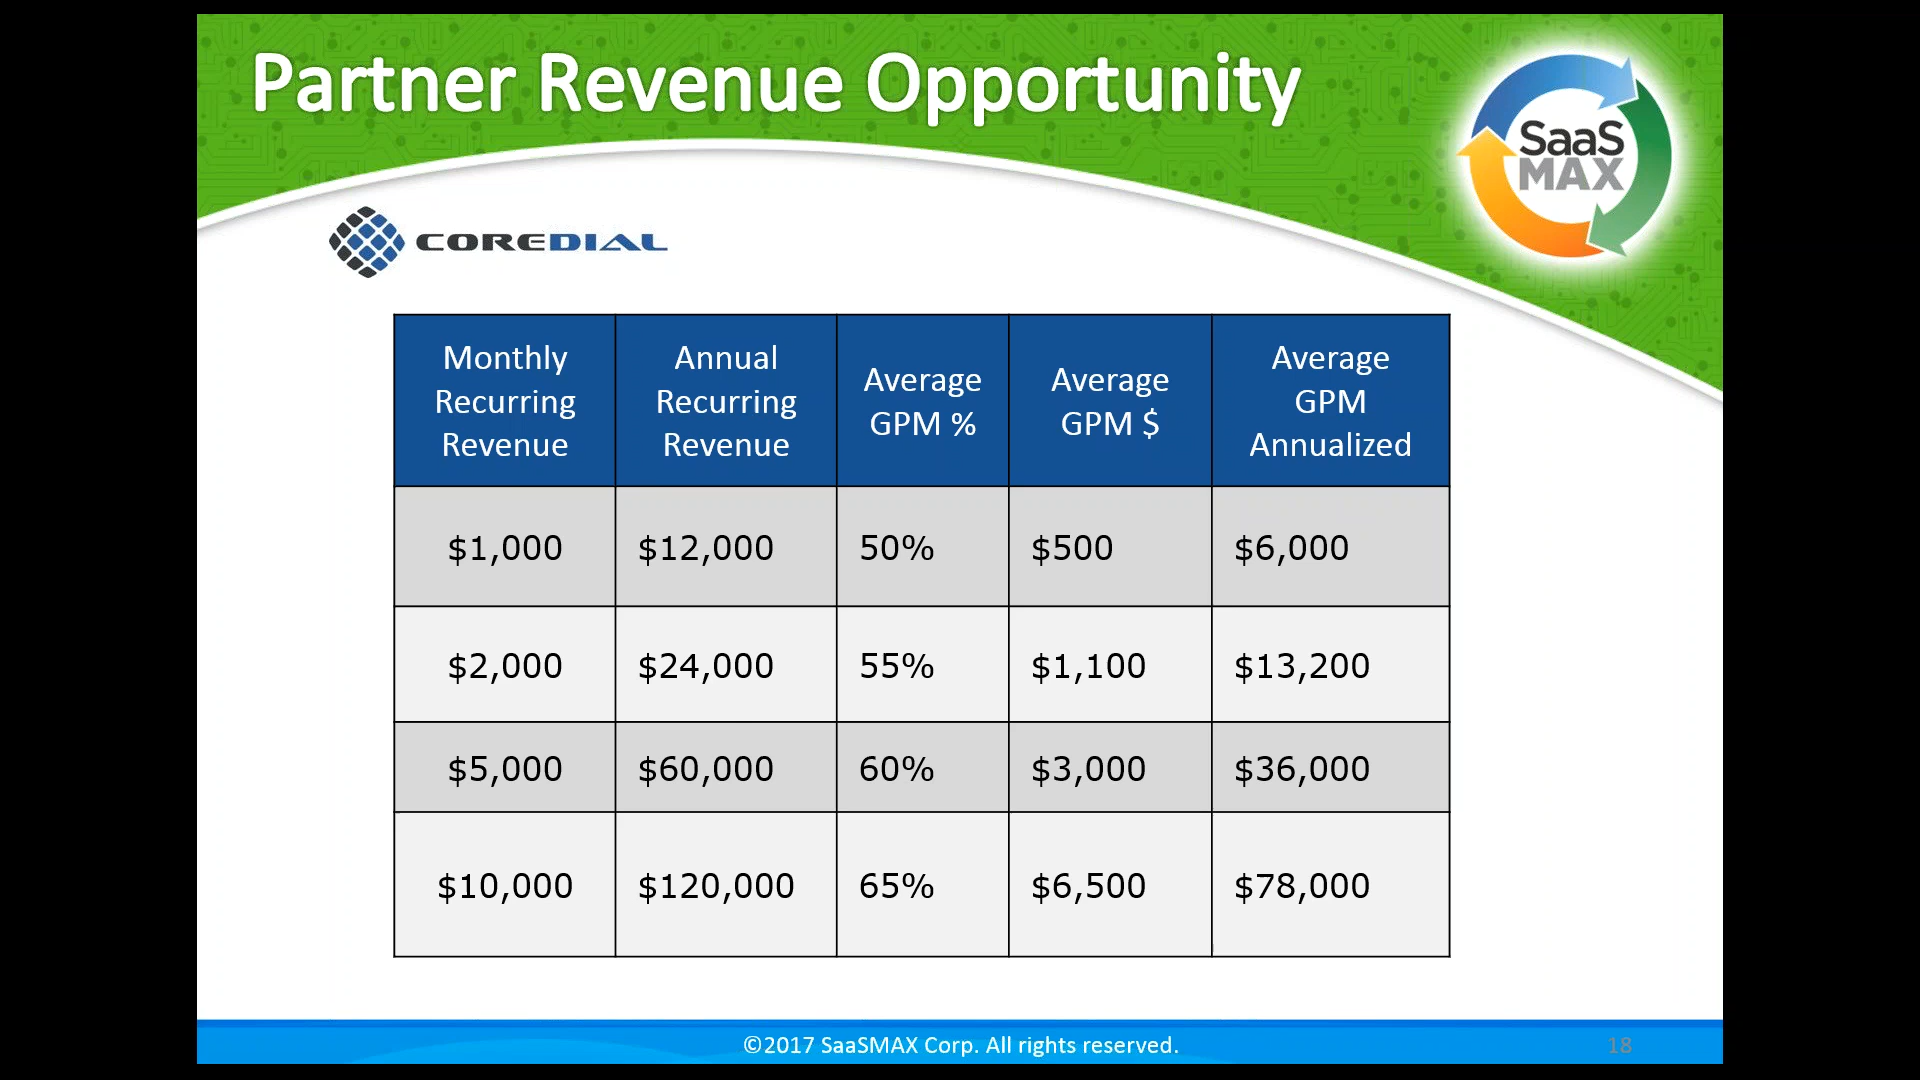 Partner Revenue Opportunity
SaaS
MAX
COREDIAL
Monthly Recurring Revenue
Annual Recurring Revenue
Average GPM %
Average GPM $
Average GPM Annualized
$1,000 $12,000 50% $500 $6,000
$2,000 $24,000 55% $1,100 $13,200
$5,000 $60,000 60% $3,000 $36,000
$10,000 $120,000 65% $6,500 $78,000
©2017 SaaSMAX Corp. All rights reserved.
18